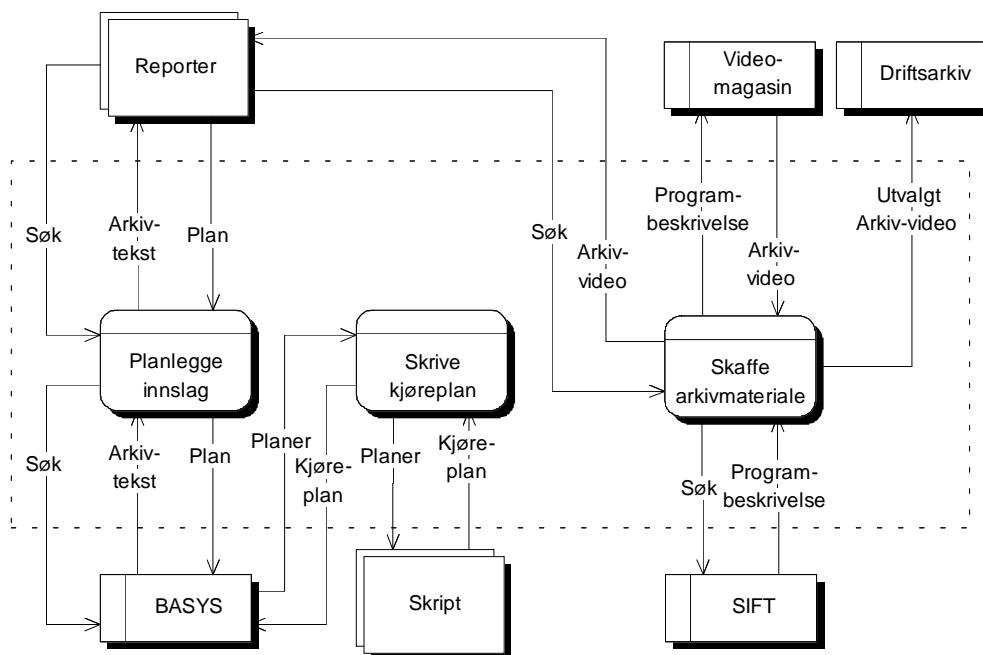 Reporter
Video-
magasin
Driftsarkiv
Søk
Arkiv-
tekst
Plan
Søk
Arkiv-
video
Program-
beskrivelse
Arkiv-
video
Utvalgt
Arkiv-video
Planlegge
innslag
Skrive
kjøreplan
Skaffe
arkivmateriale
Søk
Arkiv-
tekst
Plan
Planer
Kjøre-
plan
Planer
Kjøre-
plan
Søk
Program-
beskrivelse
BASYS
Skript
SIFT